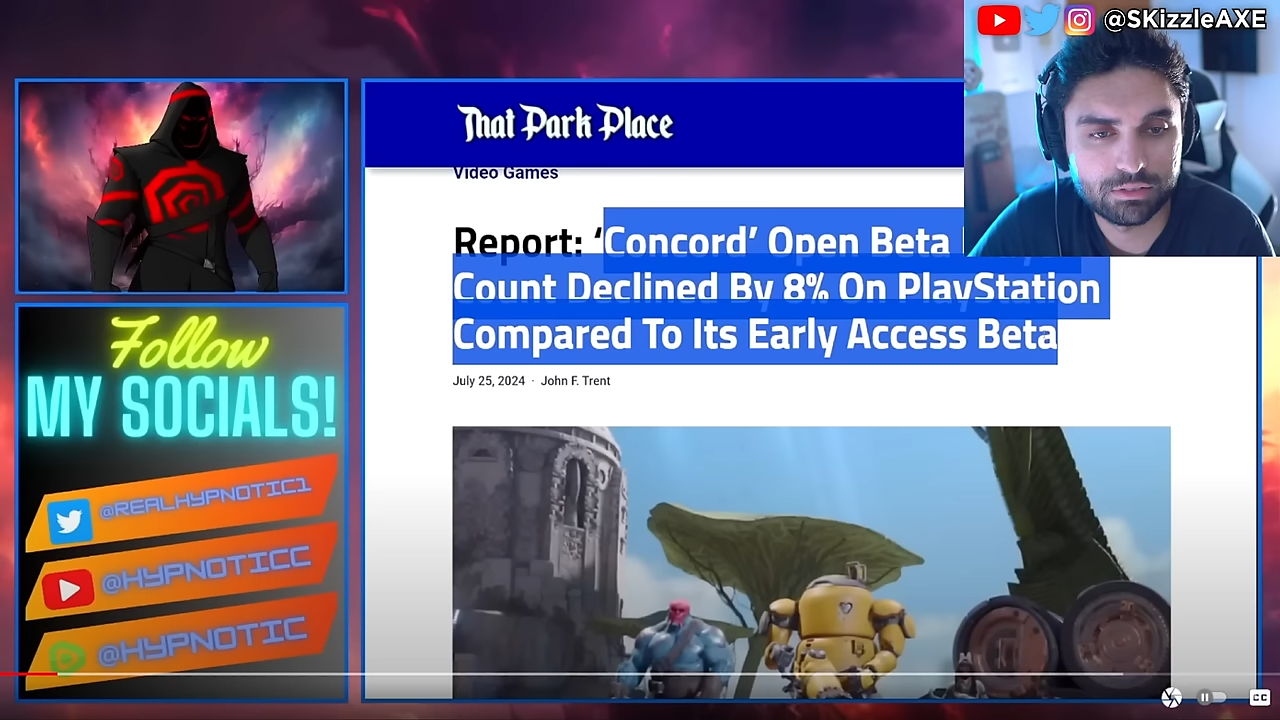 @SKizzleAXE
That Park Place
Video Games
Report: ‘Concord’ Open Beta
Count Declined By 8% On PlayStation
Compared To Its Early Access Beta
July 25, 2024 · John F. Trent
Follow
MY SOCIALS!
@REALHYPNOTIC1
@HYPNOTICC
@HYPNOTIC
CC